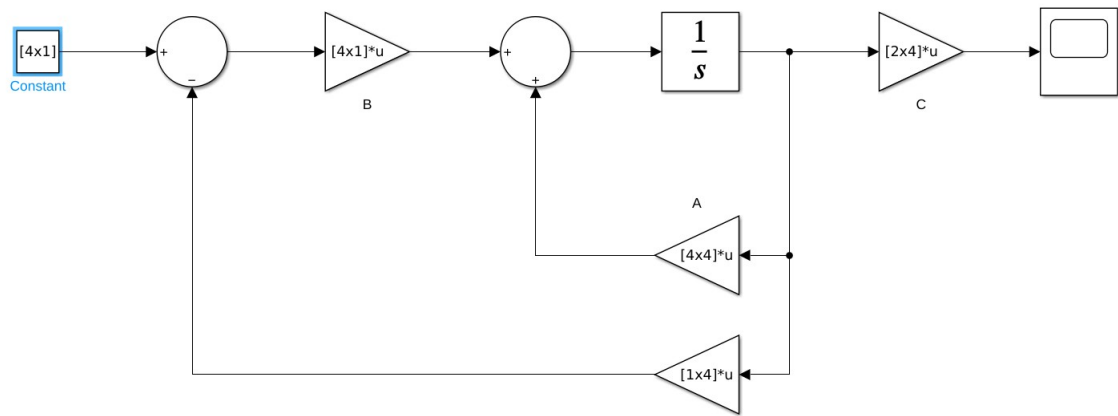 [4x1]
Constant
+
−
[4x1]*u
B
+
+
1
s
[2x4]*u
C
A
[4x4]*u
[1x4]*u